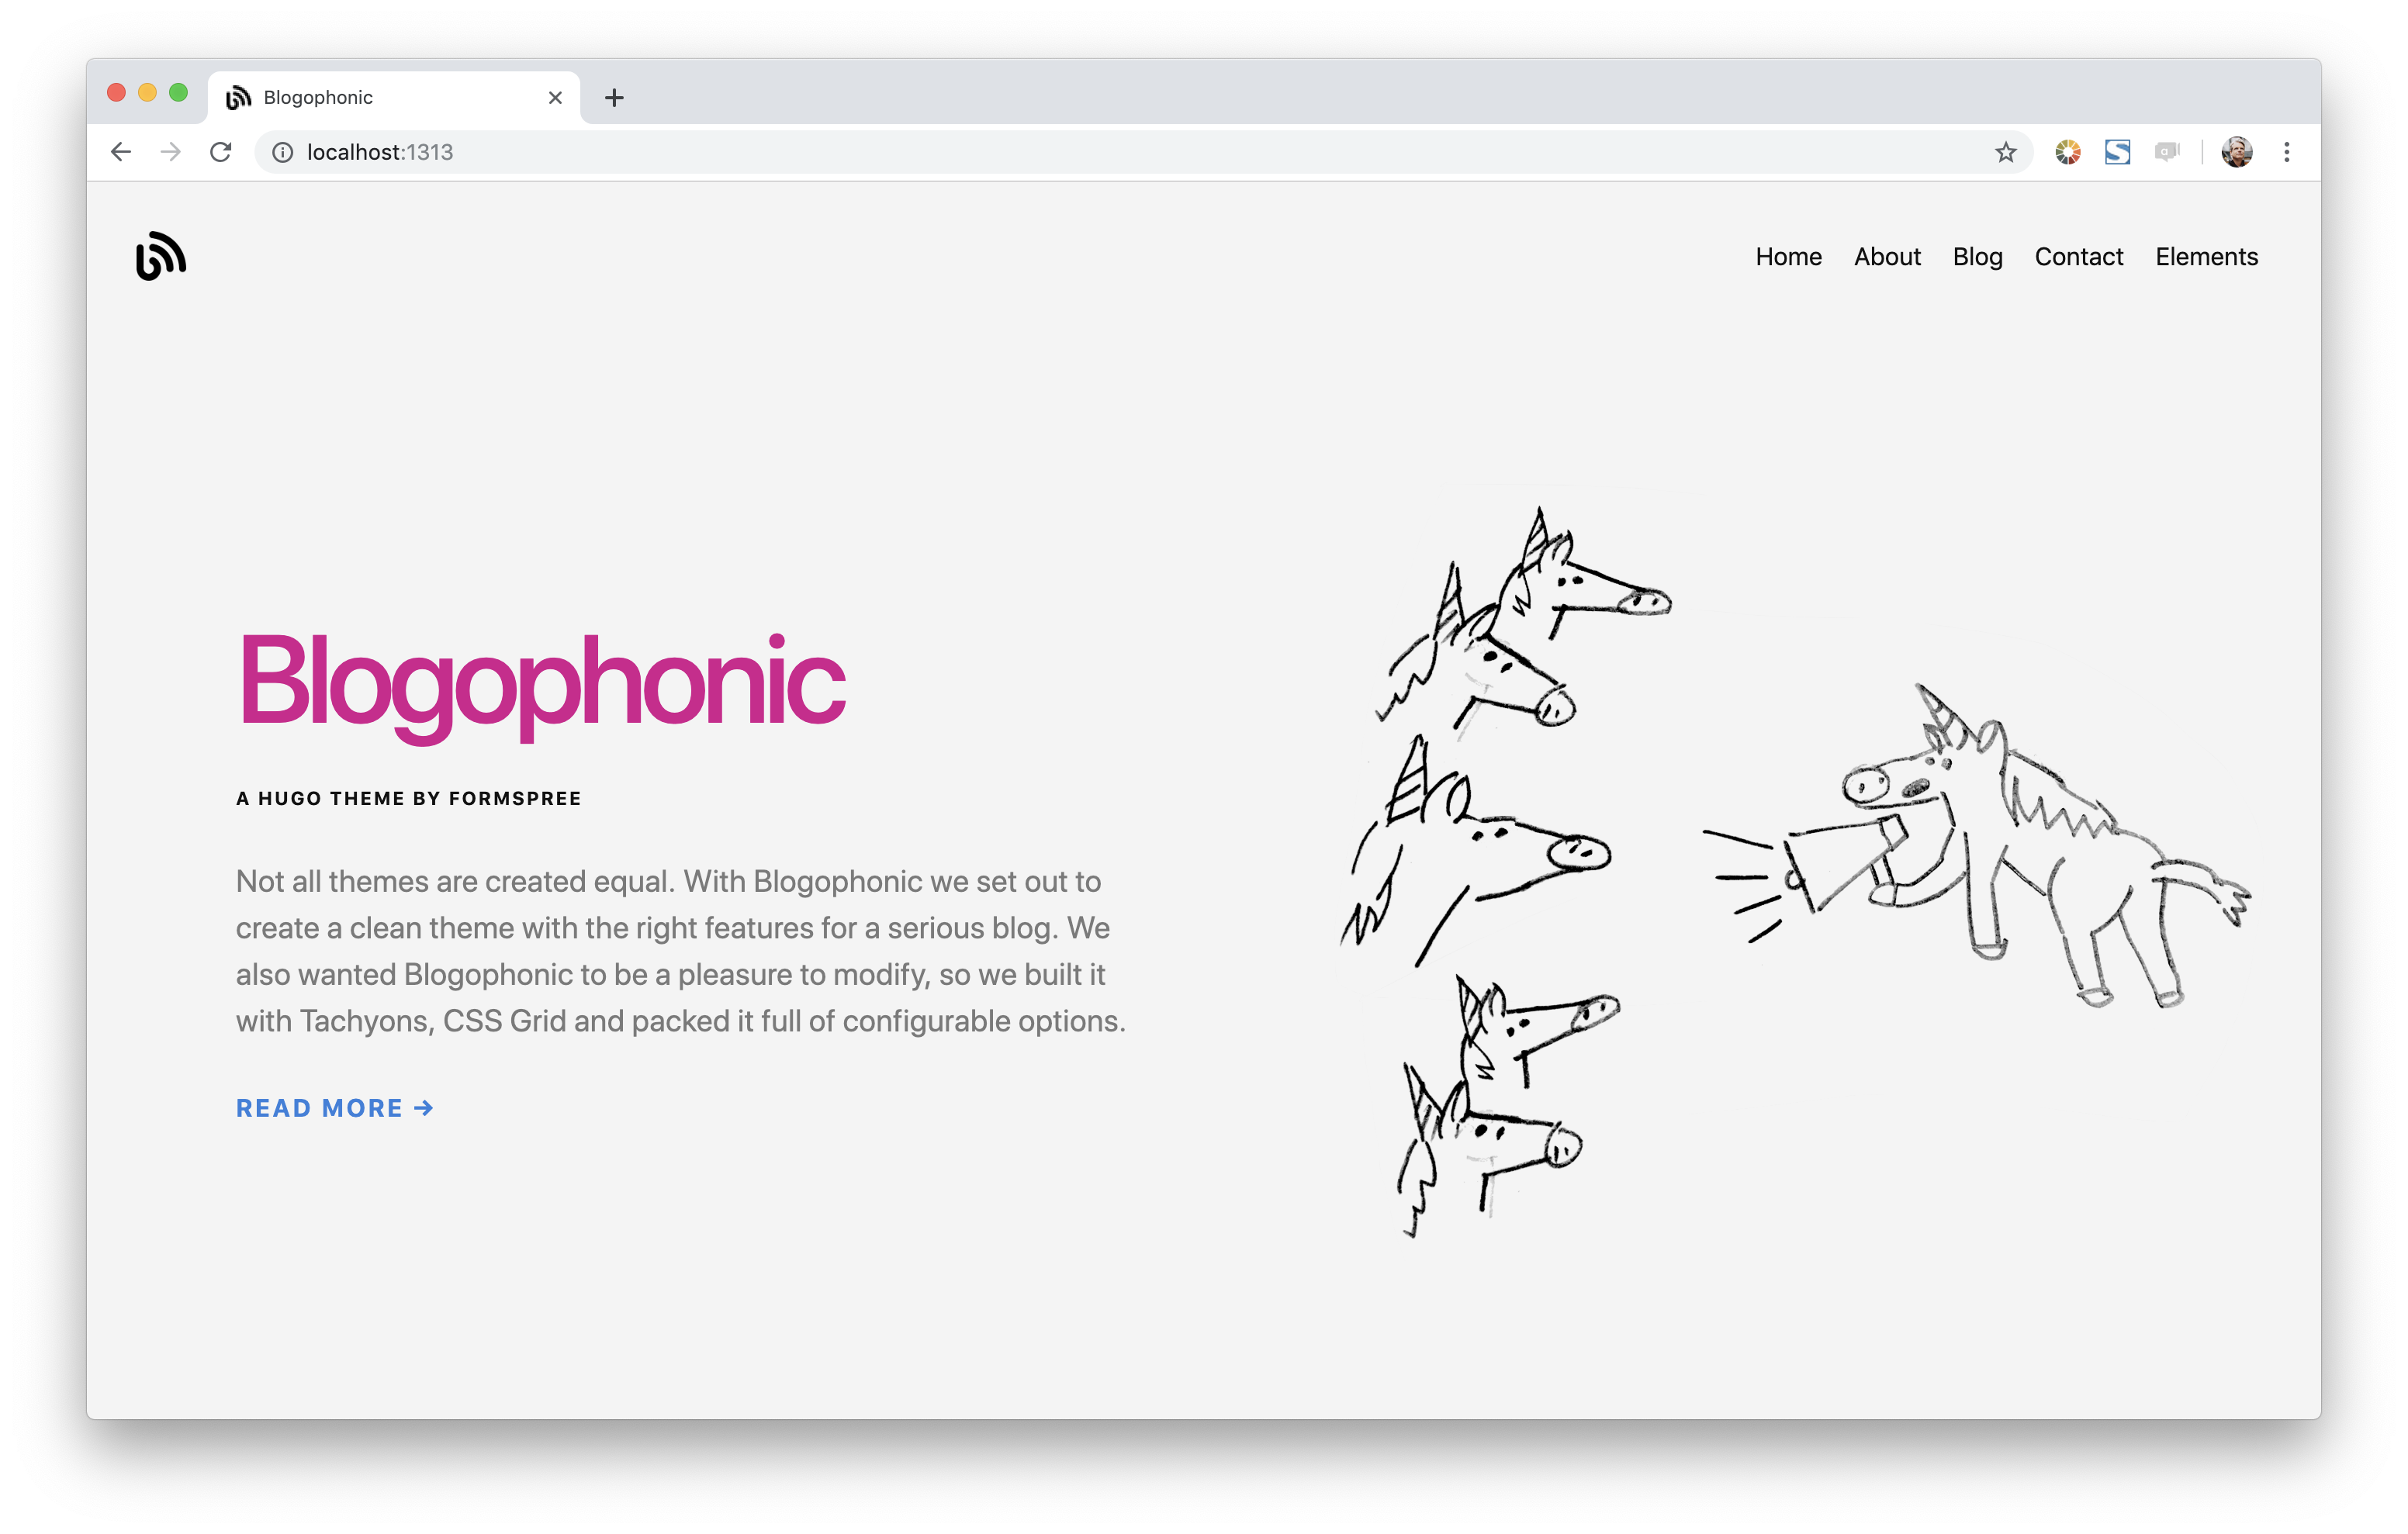 Blogophonic
localhost:1313
Home About Blog Contact Elements
Blogophonic
A HUGO THEME BY FORMSPREE
Not all themes are created equal. With Blogophonic we set out to
create a clean theme with the right features for a serious blog. We
also wanted Blogophonic to be a pleasure to modify, so we built it
with Tachyons, CSS Grid and packed it full of configurable options.
READ MORE →